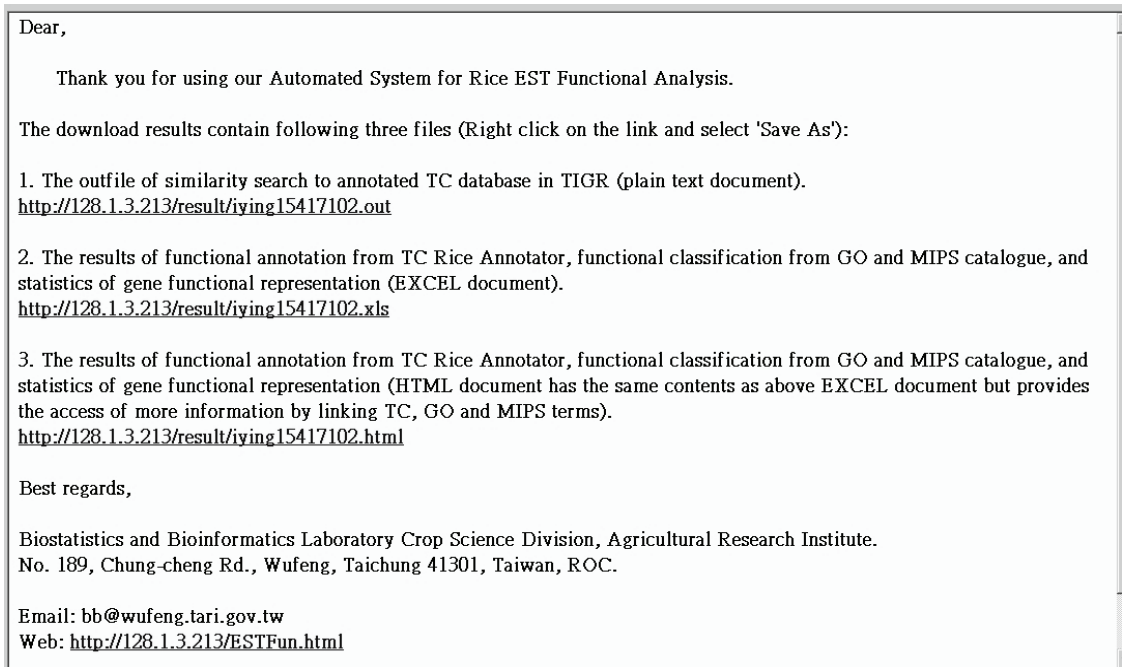 Dear,
Thank you for using our Automated System for Rice EST Functional Analysis.
The download results contain following three files (Right click on the link and select 'Save As'):
1. The outfile of similarity search to annotated TC database in TIGR (plain text document).
http://128.1.3.213/result/iying15417102.out
2. The results of functional annotation from TC Rice Annotator, functional classification from GO and MIPS catalogue, and
statistics of gene functional representation (EXCEL document).
http://128.1.3.213/result/iying15417102.xls
3. The results of functional annotation from TC Rice Annotator, functional classification from GO and MIPS catalogue, and
statistics of gene functional representation (HTML document has the same contents as above EXCEL document but provides
the access of more information by linking TC, GO and MIPS terms).
http://128.1.3.213/result/iying15417102.html
Best regards,
Biostatistics and Bioinformatics Laboratory Crop Science Division, Agricultural Research Institute.
No. 189, Chung-cheng Rd., Wufeng, Taichung 41301, Taiwan, ROC.
Email: bb@wufeng.tari.gov.tw
Web: http://128.1.3.213/ESTFun.html